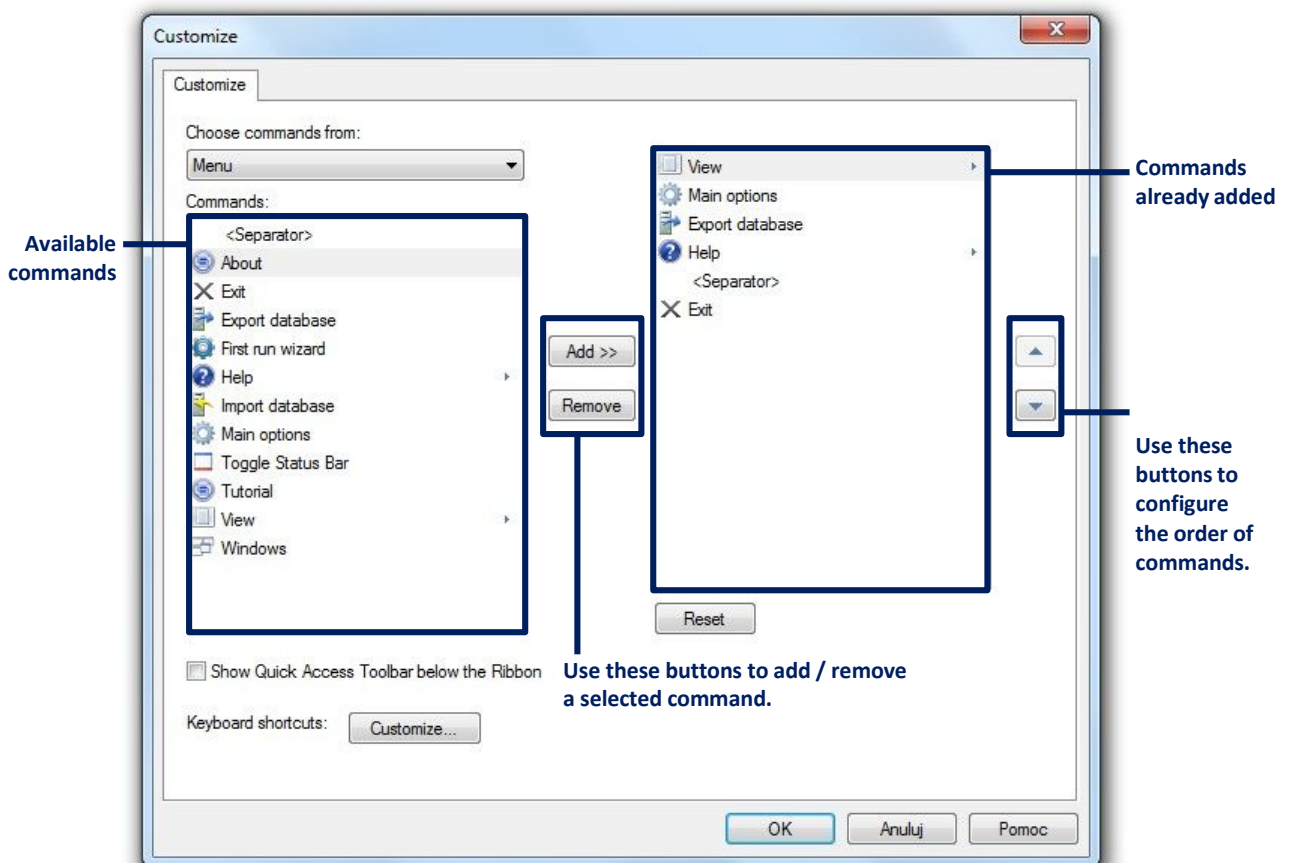 Customize
Customize
Choose commands from:
Menu
Commands:
<Separator>
About
Exit
Export database
First run wizard
Help
Import database
Main options
Toggle Status Bar
Tutorial
View
Windows
Available
commands
Add >>
Remove
View
Main options
Export database
Help
<Separator>
Exit
Commands
already added
Use these
buttons to
configure
the order of
commands.
Reset
Show Quick Access Toolbar below the Ribbon
Use these buttons to add / remove
a selected command.
Keyboard shortcuts:
Customize...
OK
Anuluj
Pomoc